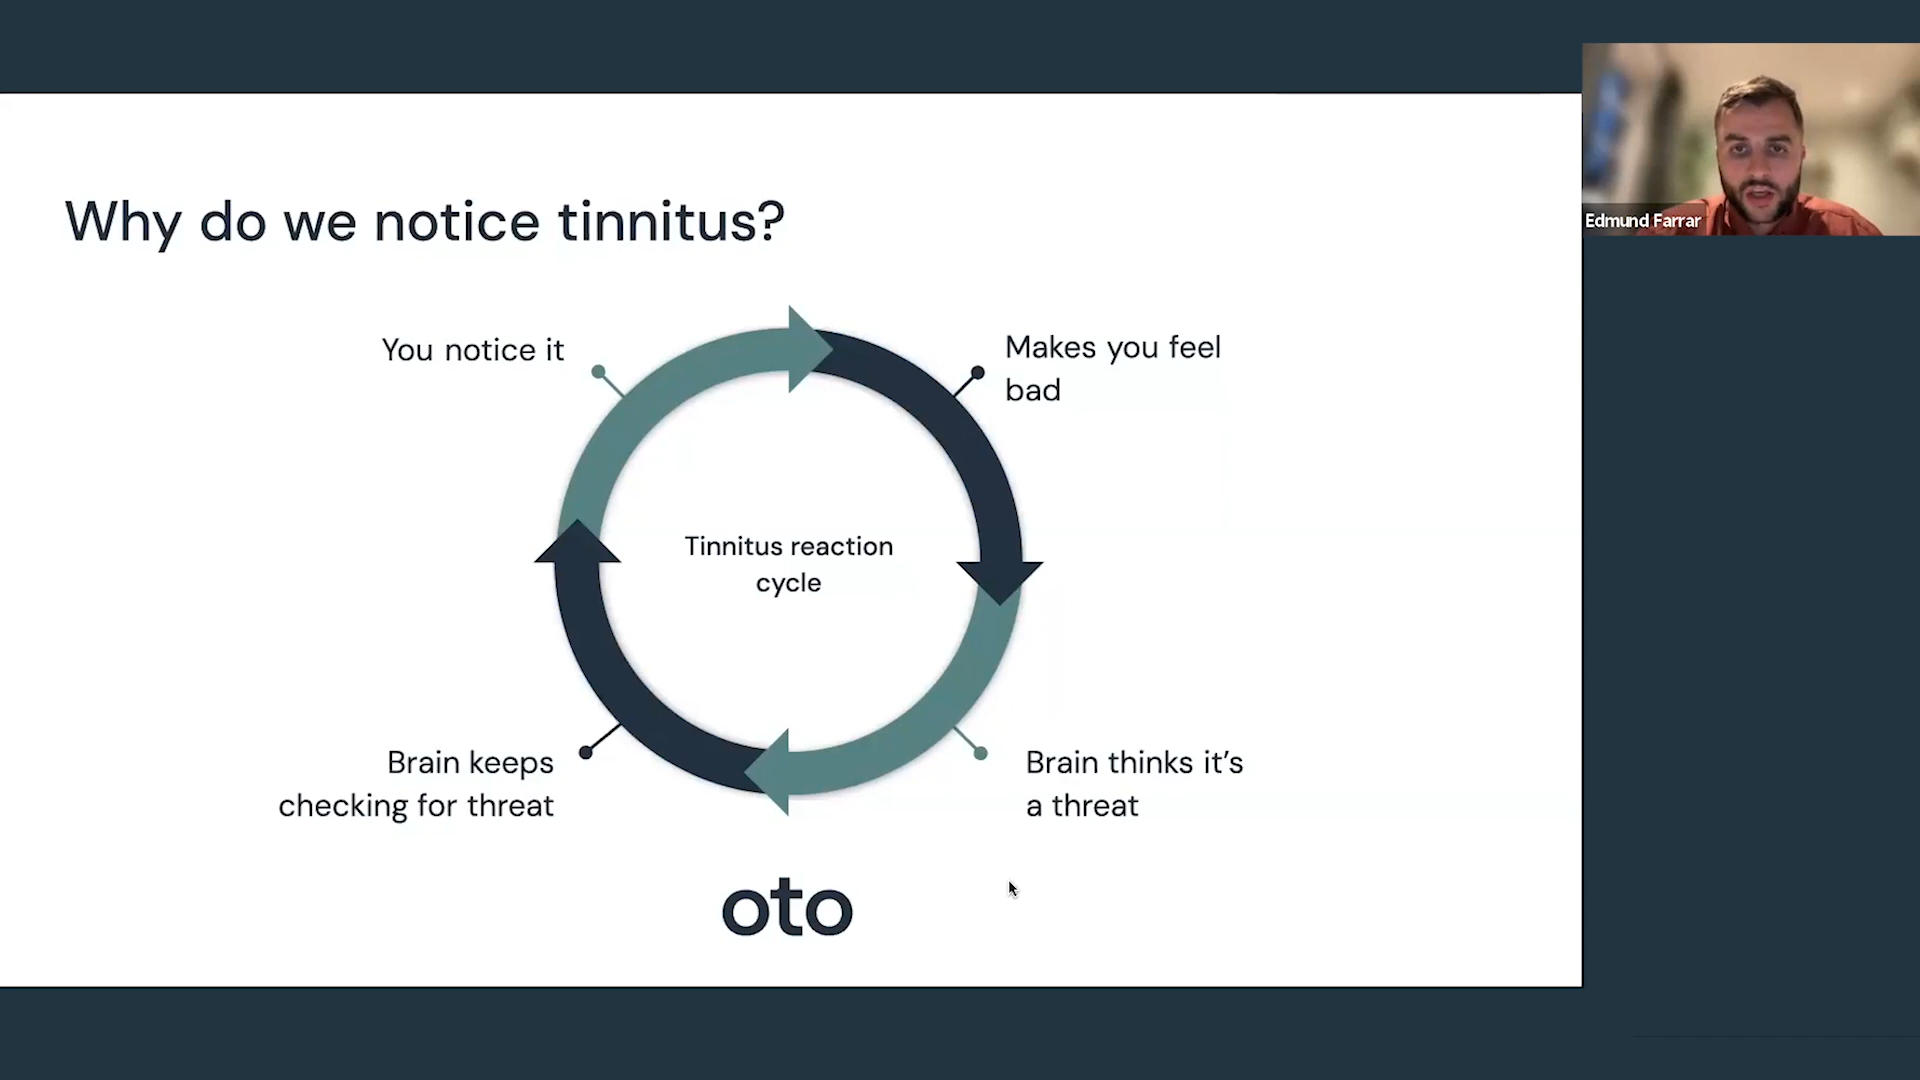 Why do we notice tinnitus?
You notice it
Makes you feel
bad
Tinnitus reaction
cycle
Brain keeps
checking for threat
Brain thinks it’s
a threat
oto
Edmund Farrar